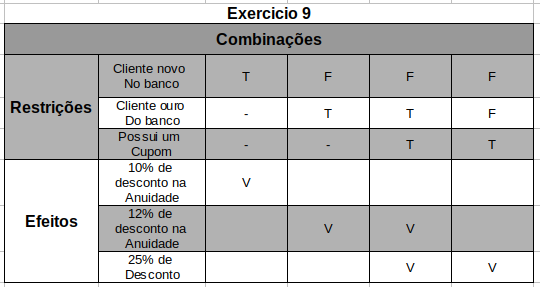 Exercicio 9
Combinações
Restrições
Cliente novo
No banco
T F F F
Cliente ouro
Do banco
- T T F
Possui um
Cupom
- - T T
Efeitos
10% de
desconto na
Anuidade
V
12% de
desconto na
Anuidade
V V
25% de
Desconto
V V